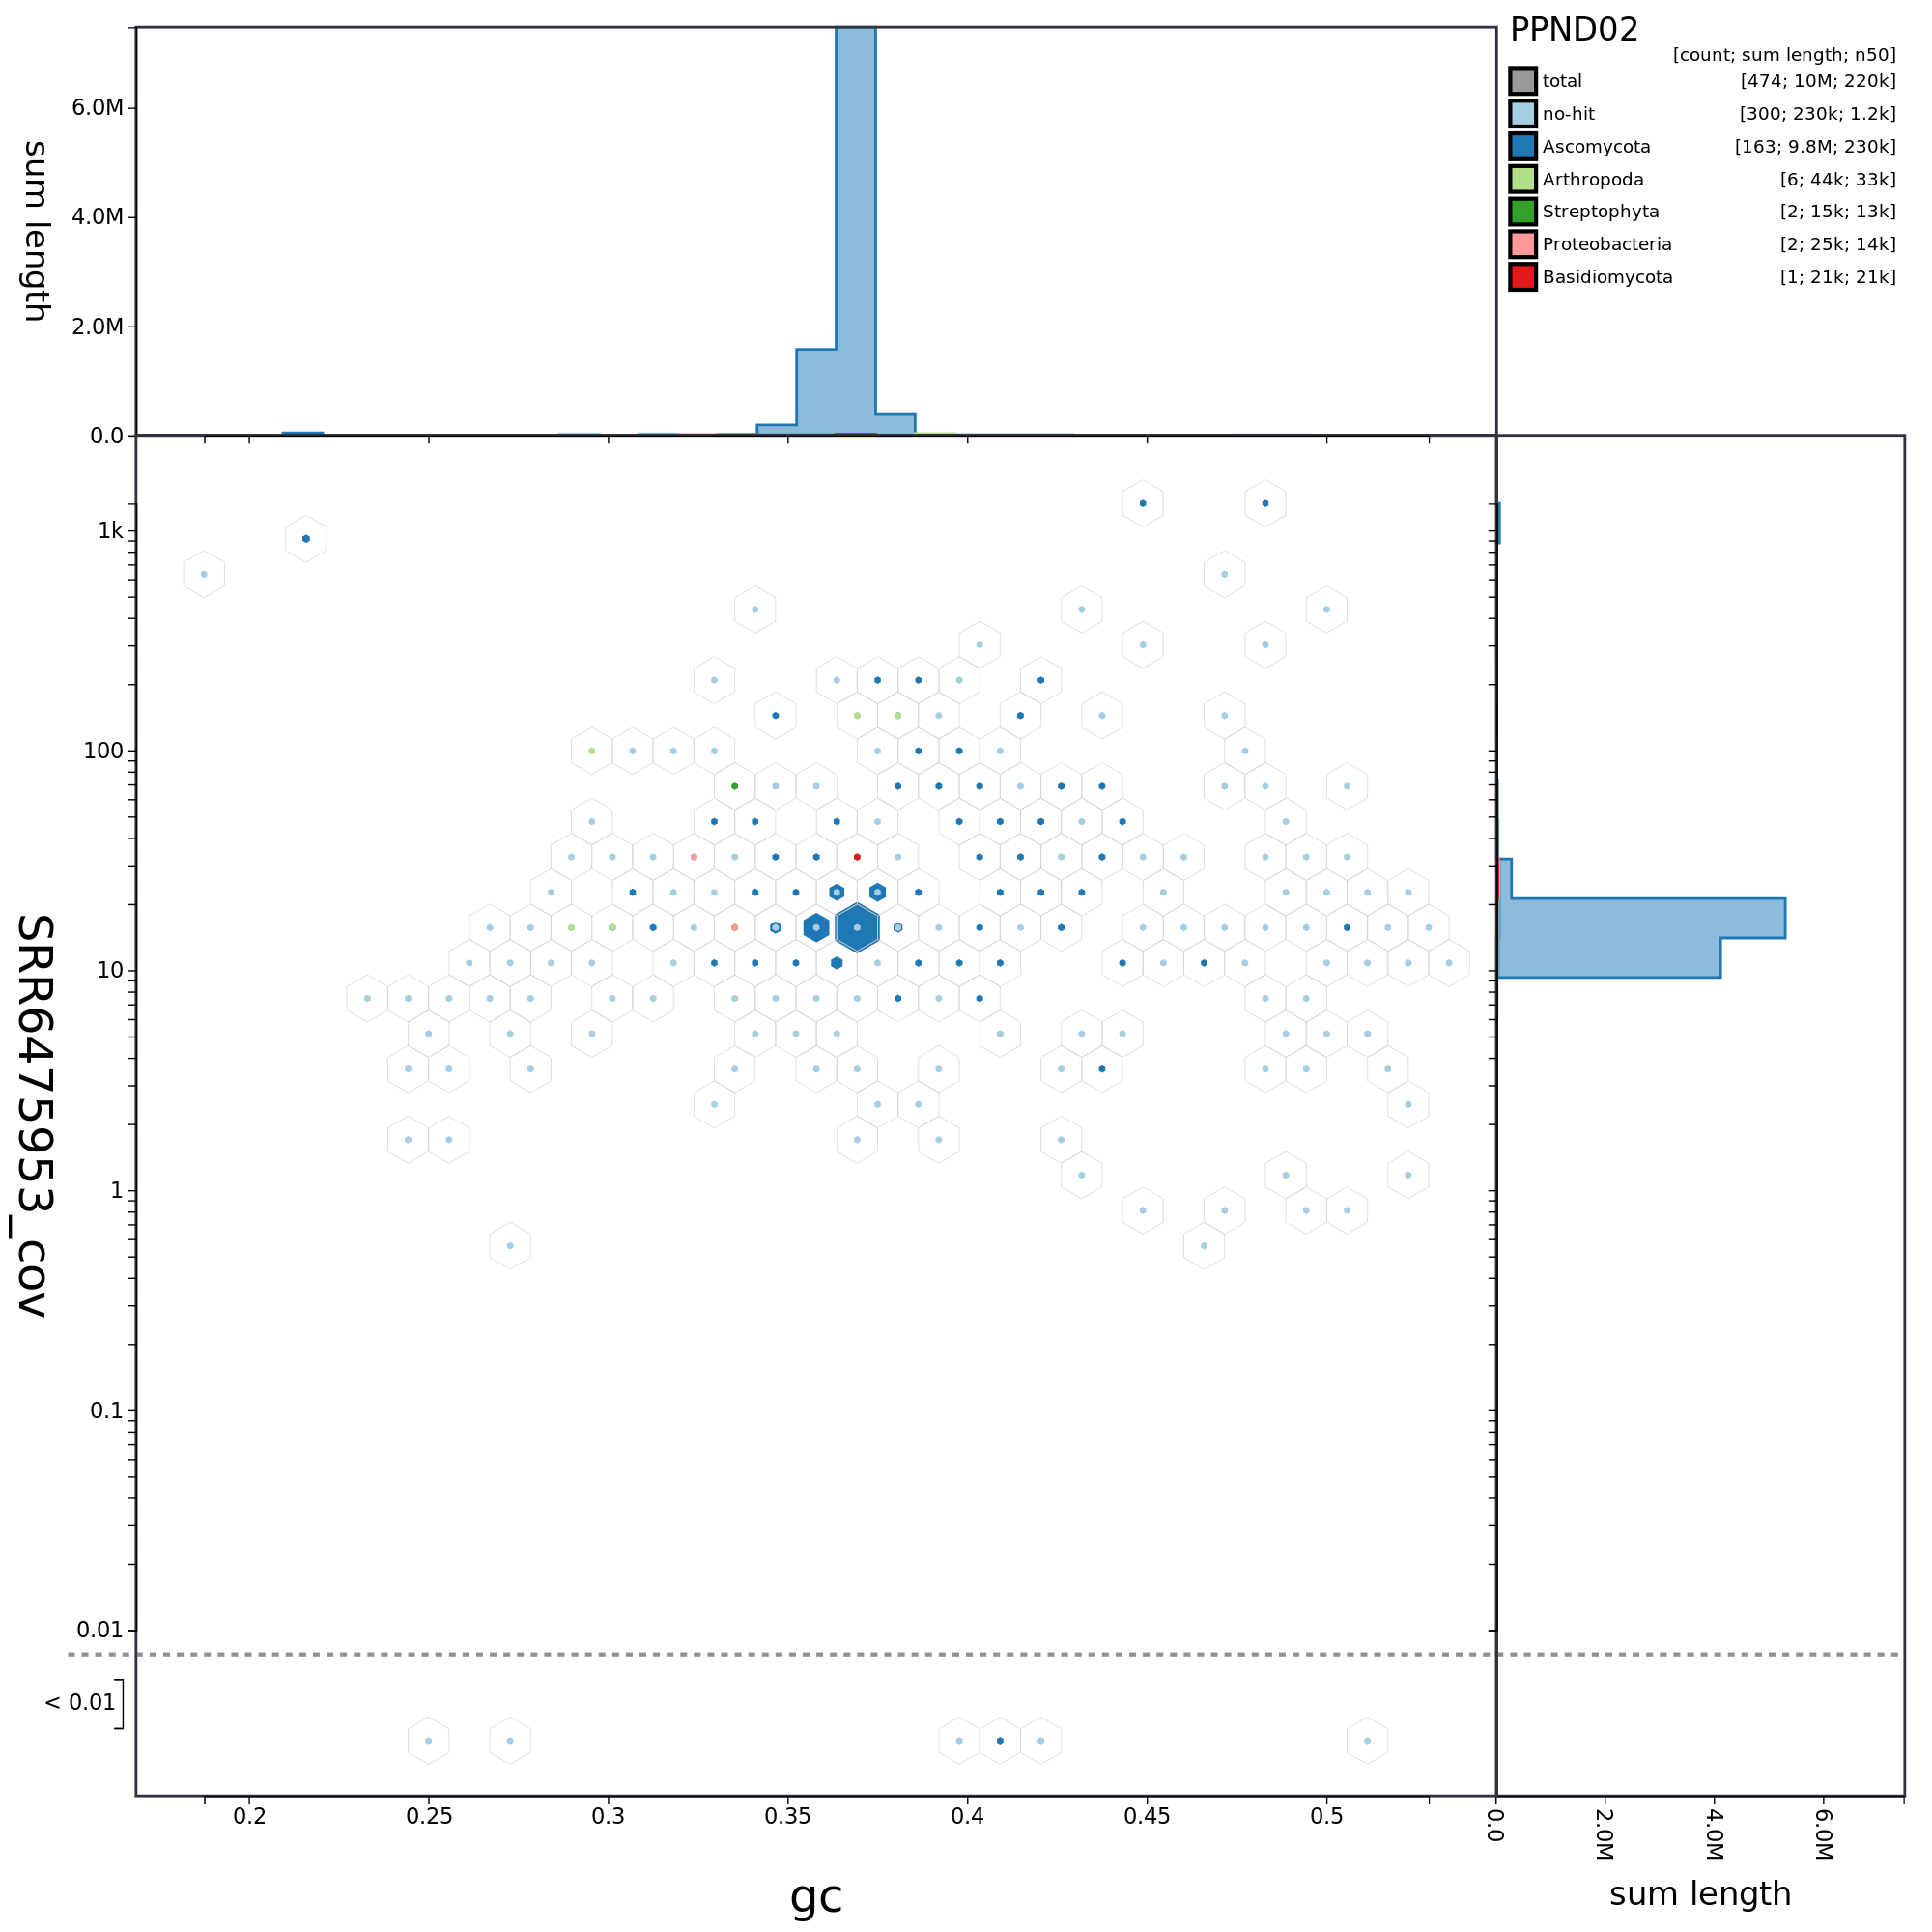 PPND02
[count; sum length; n50]
total [474; 10M; 220k]
no-hit [300; 230k; 1.2k]
Ascomycota [163; 9.8M; 230k]
Arthropoda [6; 44k; 33k]
Streptophyta [2; 15k; 13k]
Proteobacteria [2; 25k; 14k]
Basidiomycota [1; 21k; 21k]
sum length
6.0M
4.0M
2.0M
0.0
SRR6475953_cov
1k
100
10
1
0.1
0.01
< 0.01
0.2 0.25 0.3 0.35 0.4 0.45 0.5
gc
0.0 2.0M 4.0M 6.0M
sum length